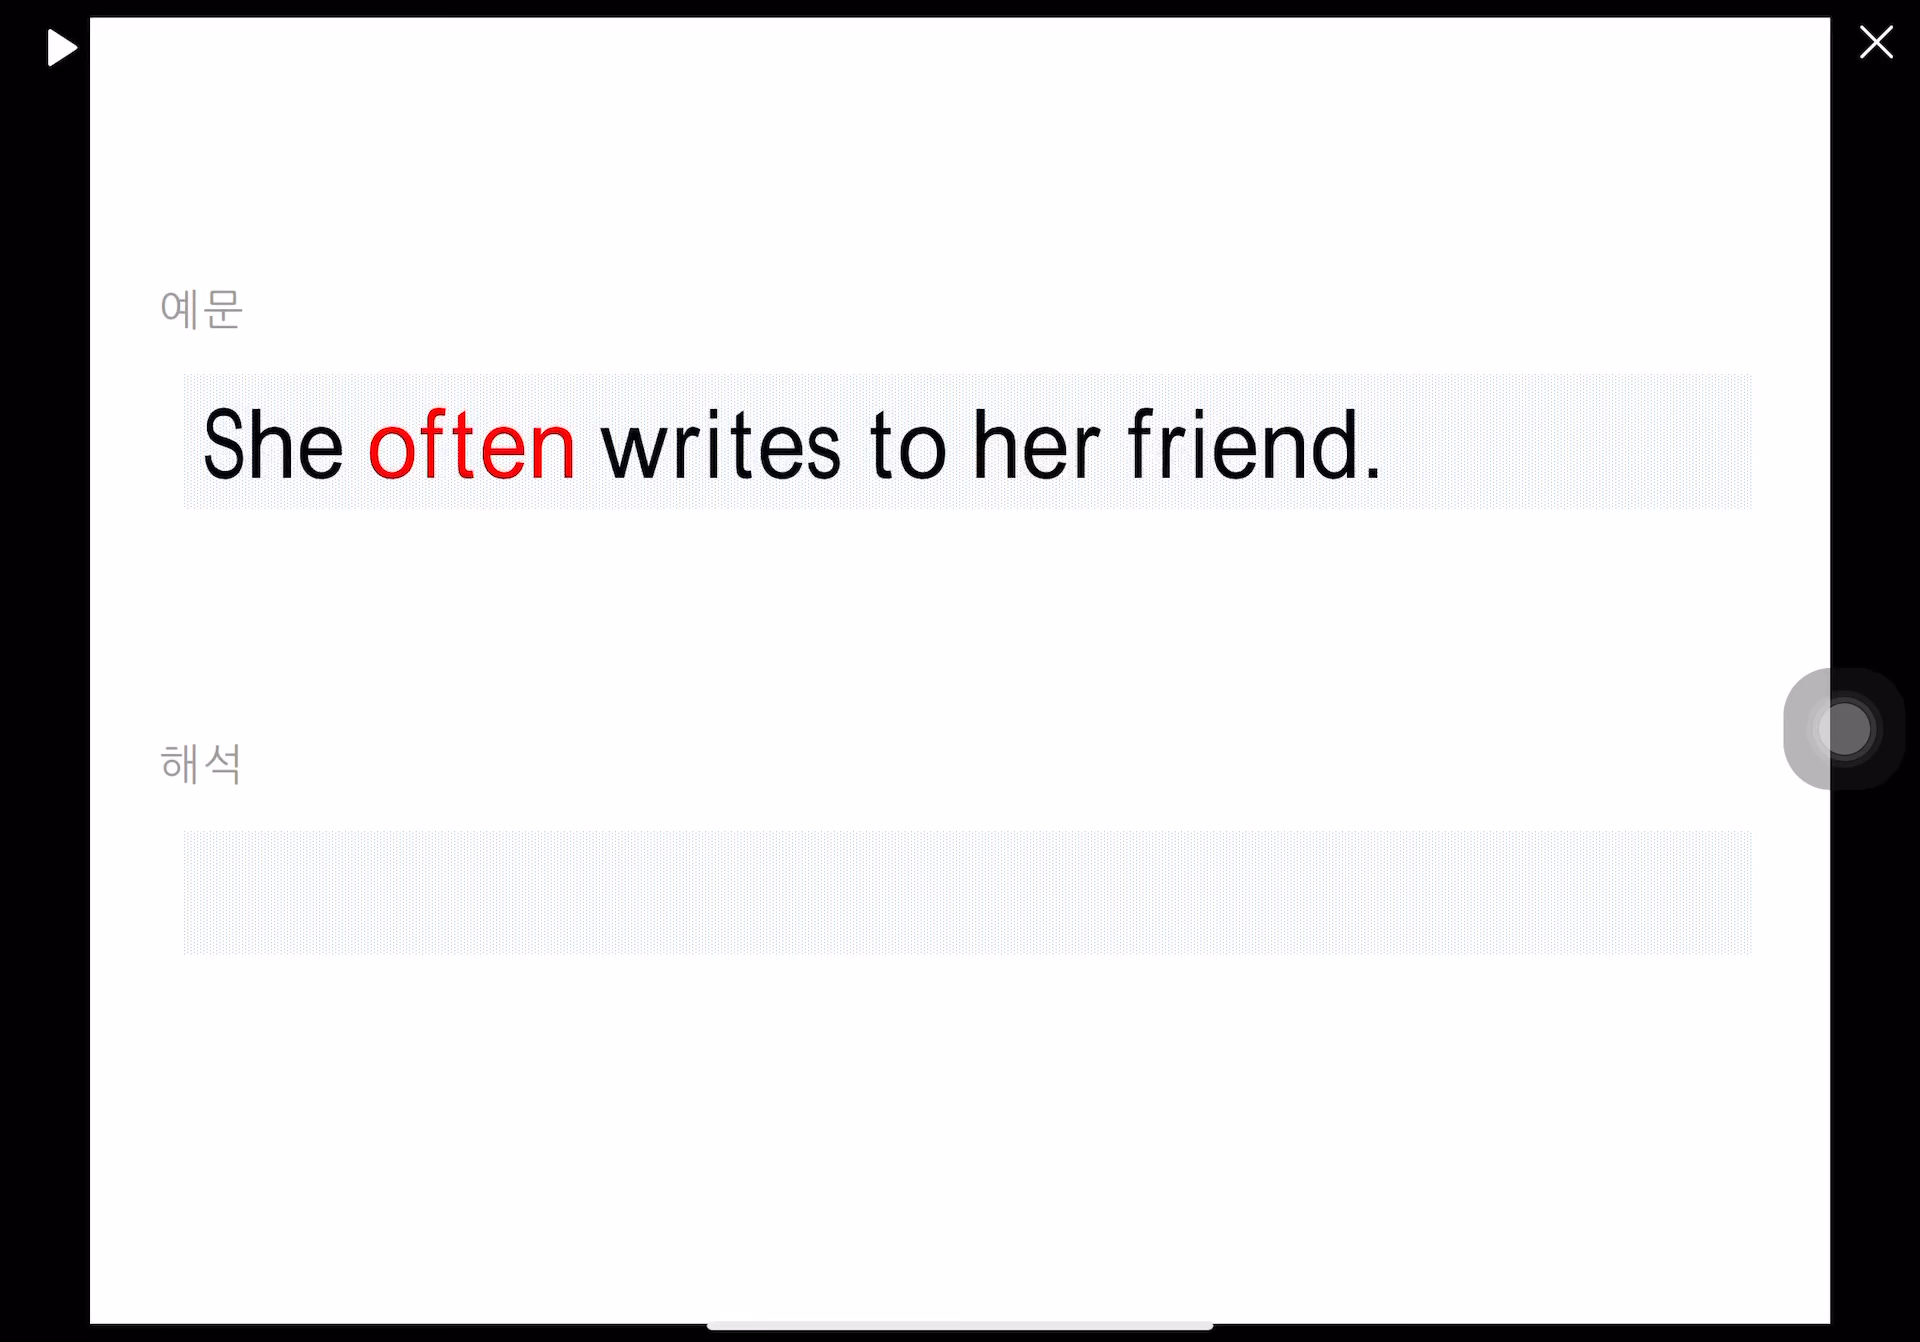 예문
She often writes to her friend.
해석